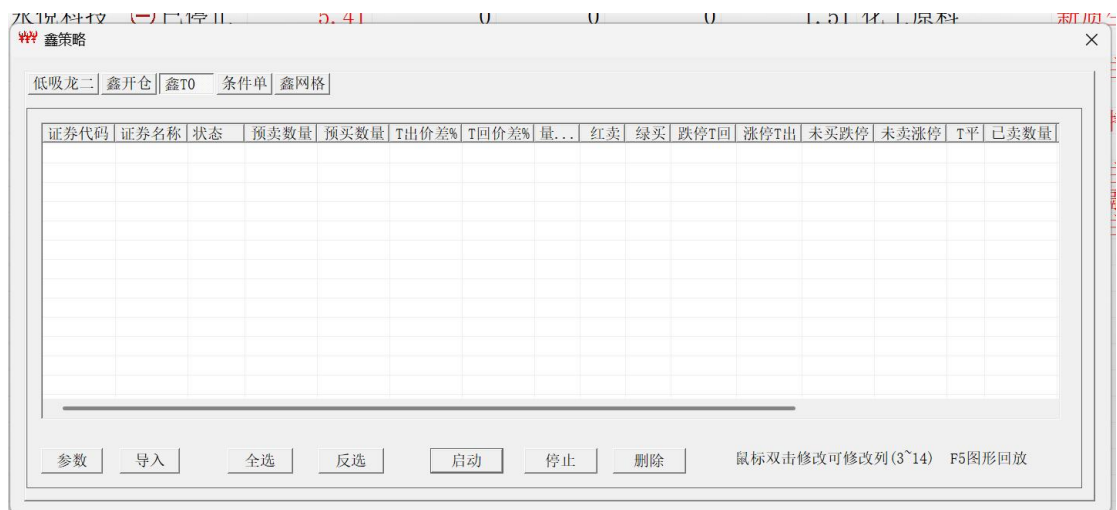 鑫策略
低吸龙二 鑫开仓 鑫T0 条件单 鑫网格
证券代码 证券名称 状态 预卖数量 预买数量 T出价差% T回价差% 量... 红卖 绿买 跌停T回 涨停T出 未买跌停 未卖涨停 T平 已卖数量
参数 导入 全选 反选 启动 停止 删除 鼠标双击修改可修改列(3~14) F5图形回放